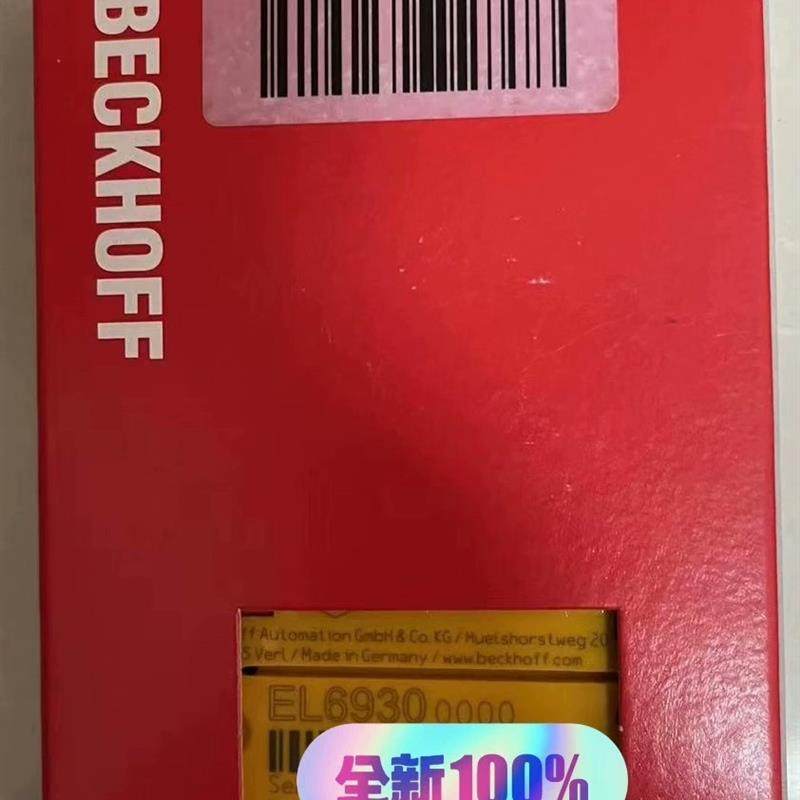 BECKHOFF
ff Automation GmbH & Co. KG / Huelshorstweg 20
5 Verl / Made in Germany / www.beckhoff.com
EL6930 0000
Se
全新100%